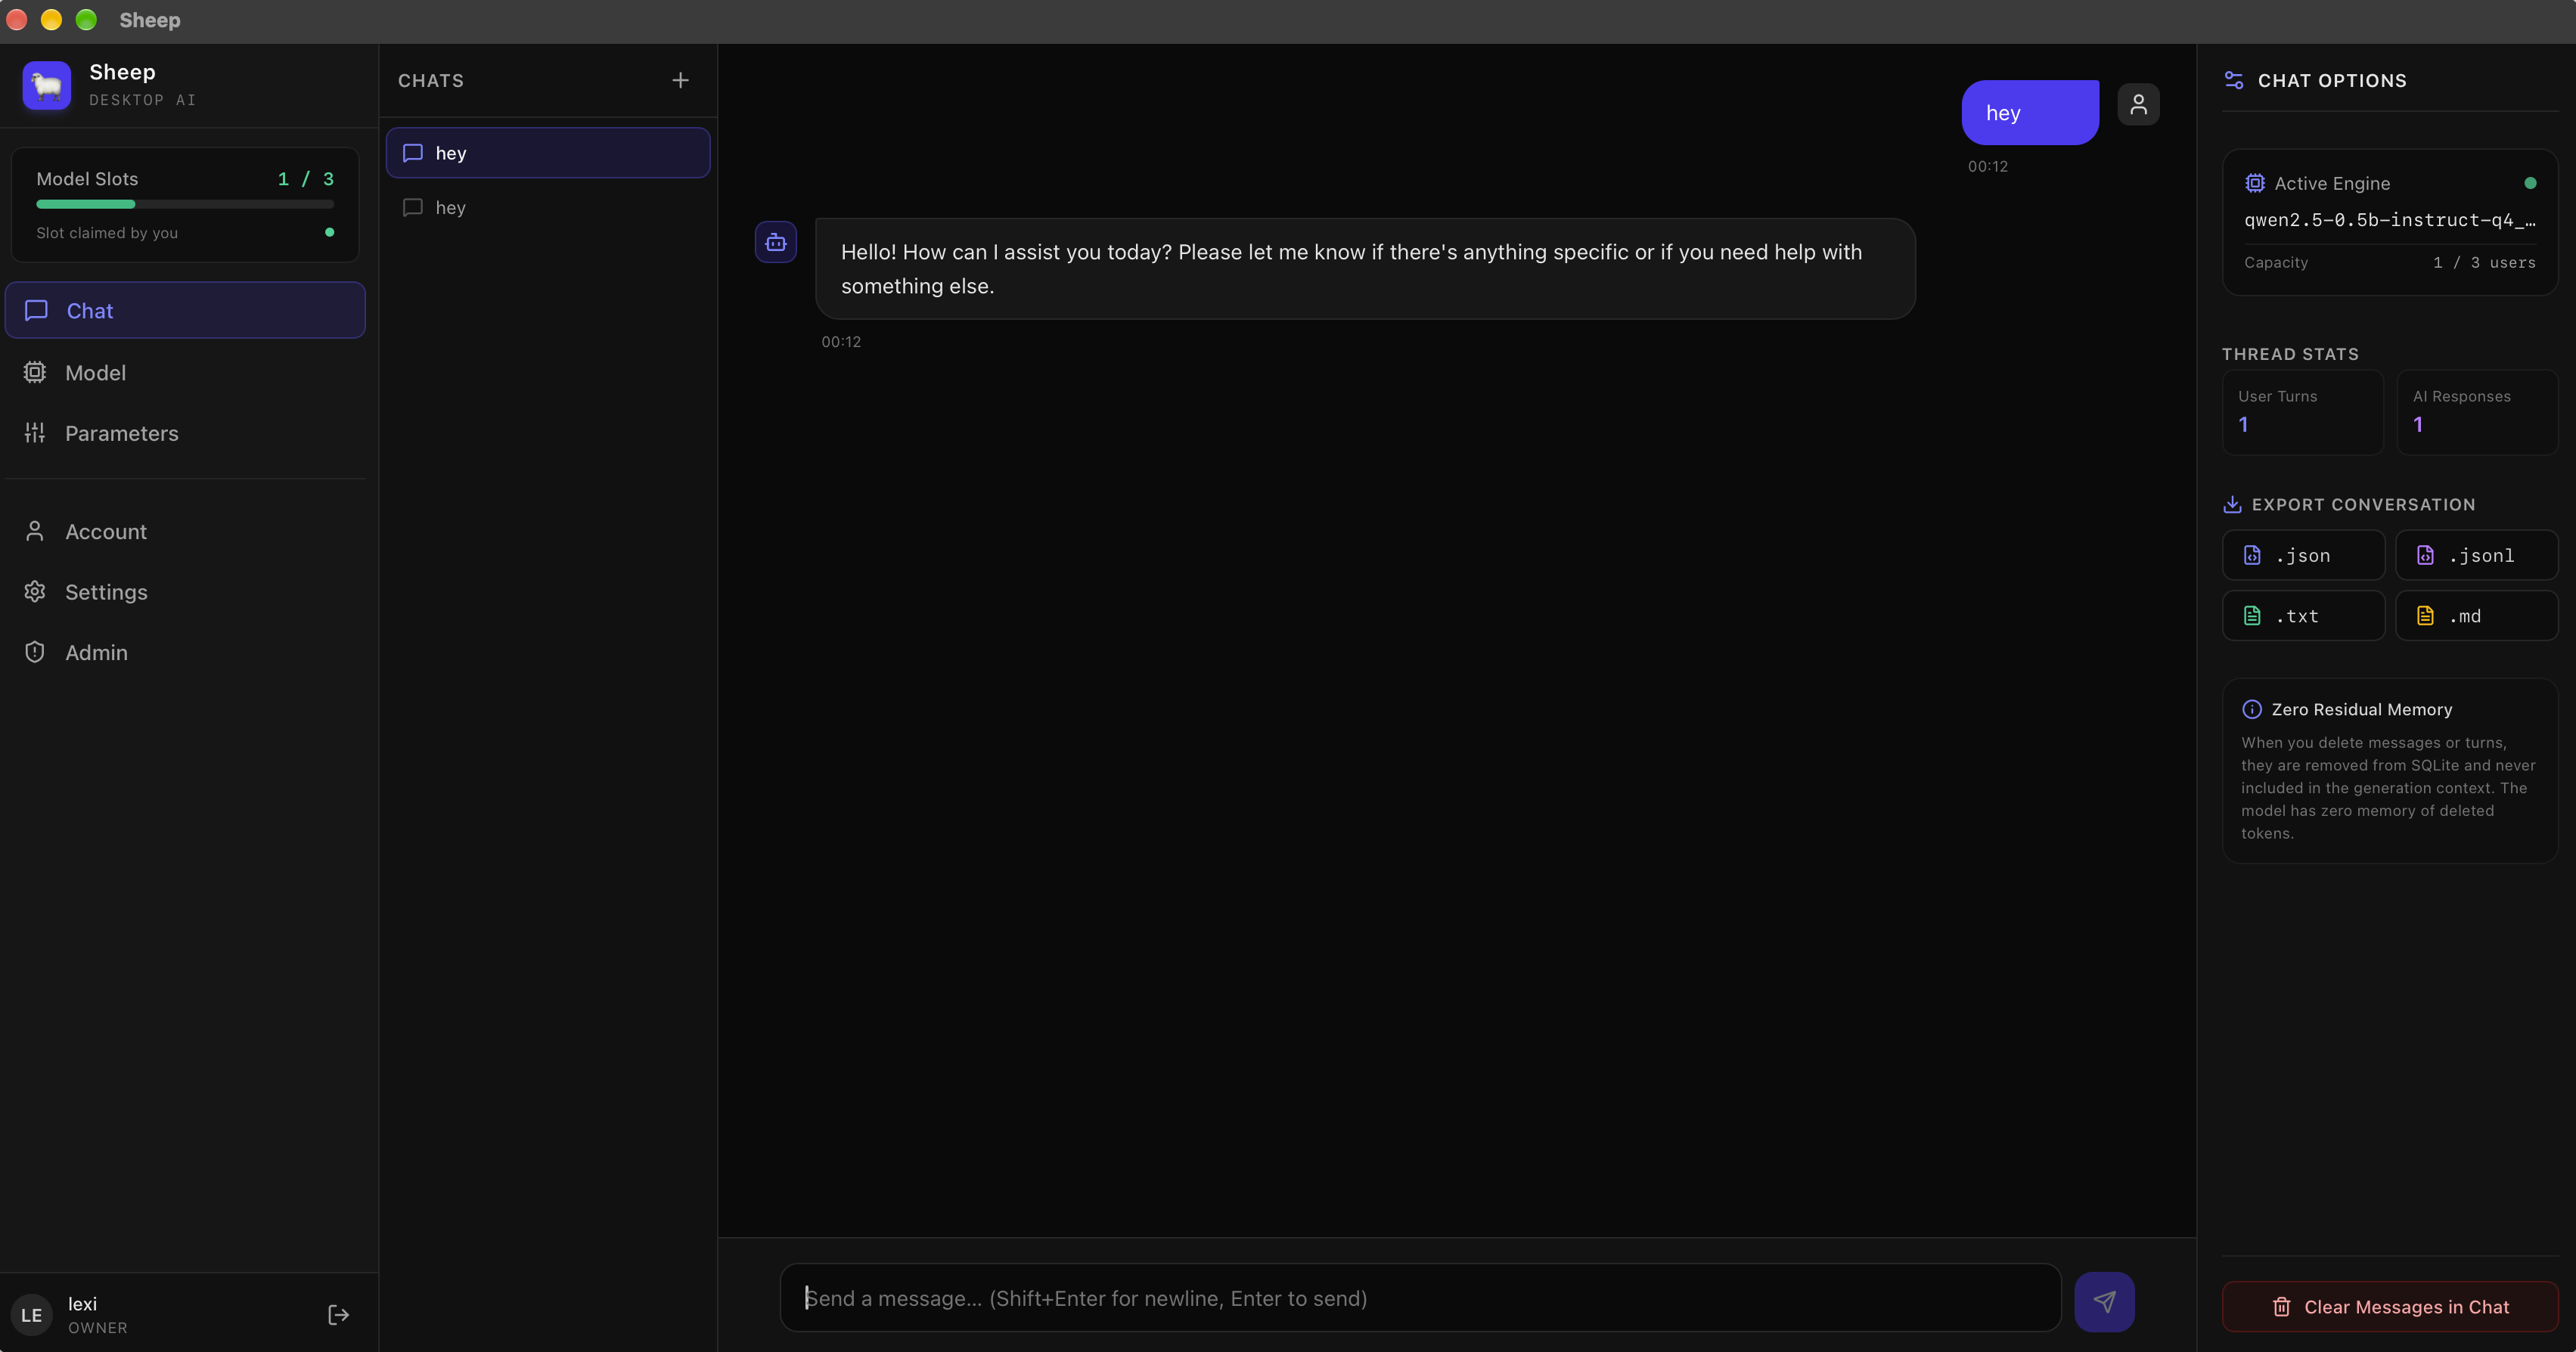 Sheep
Sheep
DESKTOP AI
Model Slots
1 / 3
Slot claimed by you
Chat
Model
Parameters
Account
Settings
Admin
LE
lexi
OWNER
CHATS
hey
hey
hey
00:12
Hello! How can I assist you today? Please let me know if there's anything specific or if you need help with
something else.
00:12
Send a message... (Shift+Enter for newline, Enter to send)
CHAT OPTIONS
Active Engine
qwen2.5-0.5b-instruct-q4_…
Capacity
1 / 3 users
THREAD STATS
User Turns
1
AI Responses
1
EXPORT CONVERSATION
.json
.jsonl
.txt
.md
Zero Residual Memory
When you delete messages or turns,
they are removed from SQLite and never
included in the generation context. The
model has zero memory of deleted
tokens.
Clear Messages in Chat